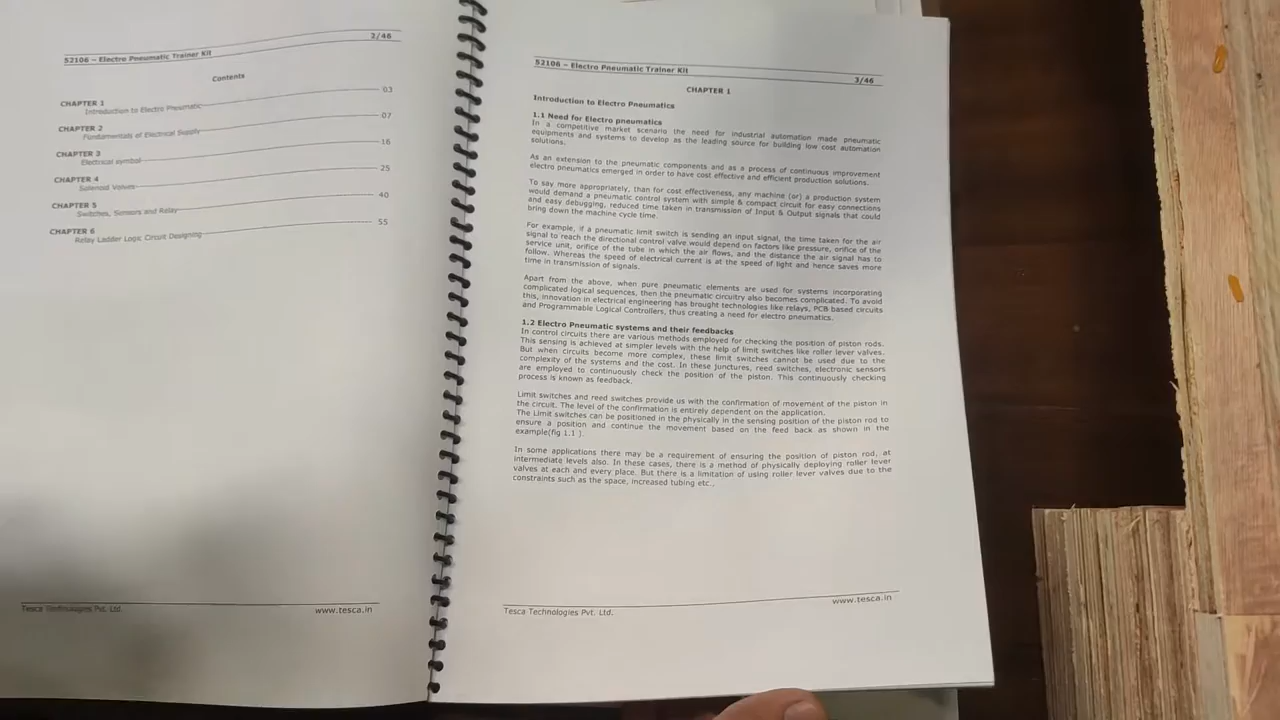 2/46
52106 – Electro Pneumatic Trainer Kit
Contents
CHAPTER 1
Introduction to Electro Pneumatic 03
CHAPTER 2
Fundamentals of Electrical Supply 07
CHAPTER 3
Electrical symbol 16
CHAPTER 4
Solenoid Valves 25
CHAPTER 5
Switches, Sensors and Relay 40
CHAPTER 6
Relay Ladder Logic Circuit Designing 55
Tesca Technologies Pvt. Ltd. www.tesca.in
52106 – Electro Pneumatic Trainer Kit 3/46
CHAPTER 1
Introduction to Electro Pneumatics
1.1 Need for Electro pneumatics
In a competitive market scenario the need for industrial automation made pneumatic
equipments and systems to develop as the leading source for building low cost automation
solutions.
As an extension to the pneumatic components and as a process of continuous improvement
electro pneumatics emerged in order to have cost effective and efficient production solutions.
To say more appropriately, than for cost effectiveness, any machine (or) a production system
would demand a pneumatic control system with simple & compact circuit for easy connections
and easy debugging, reduced time taken in transmission of Input & Output signals that could
bring down the machine cycle time.
For example, if a pneumatic limit switch is sending an input signal, the time taken for the air
signal to reach the directional control valve would depend on factors like pressure, orifice of the
service unit, orifice of the tube in which the air flows, and the distance the air signal has to
follow. Whereas the speed of electrical current is at the speed of light and hence saves more
time in transmission of signals.
Apart from the above, when pure pneumatic elements are used for systems incorporating
complicated logical sequences, then the pneumatic circuitry also becomes complicated. To avoid
this, innovation in electrical engineering has brought technologies like relays, PCB based circuits
and Programmable Logical Controllers, thus creating a need for electro pneumatics.
1.2 Electro Pneumatic systems and their feedbacks
In control circuits there are various methods employed for checking the position of piston rods.
This sensing is achieved at simpler levels with the help of limit switches like roller lever valves.
But when circuits become more complex, these limit switches cannot be used due to the
complexity of the systems and the cost. In these junctures, reed switches, electronic sensors
are employed to continuously check the position of the piston. This continuously checking
process is known as feedback.
Limit switches and reed switches provide us with the confirmation of movement of the piston in
the circuit. The level of the confirmation is entirely dependent on the application.
The Limit switches can be positioned in the physically in the sensing position of the piston rod to
ensure a position and continue the movement based on the feed back as shown in the
example(fig 1.1 ).
In some applications there may be a requirement of ensuring the position of piston rod, at
intermediate levels also. In these cases, there is a method of physically deploying roller lever
valves at each and every place. But there is a limitation of using roller lever valves due to the
constraints such as the space, increased tubing etc.,
Tesca Technologies Pvt. Ltd. www.tesca.in